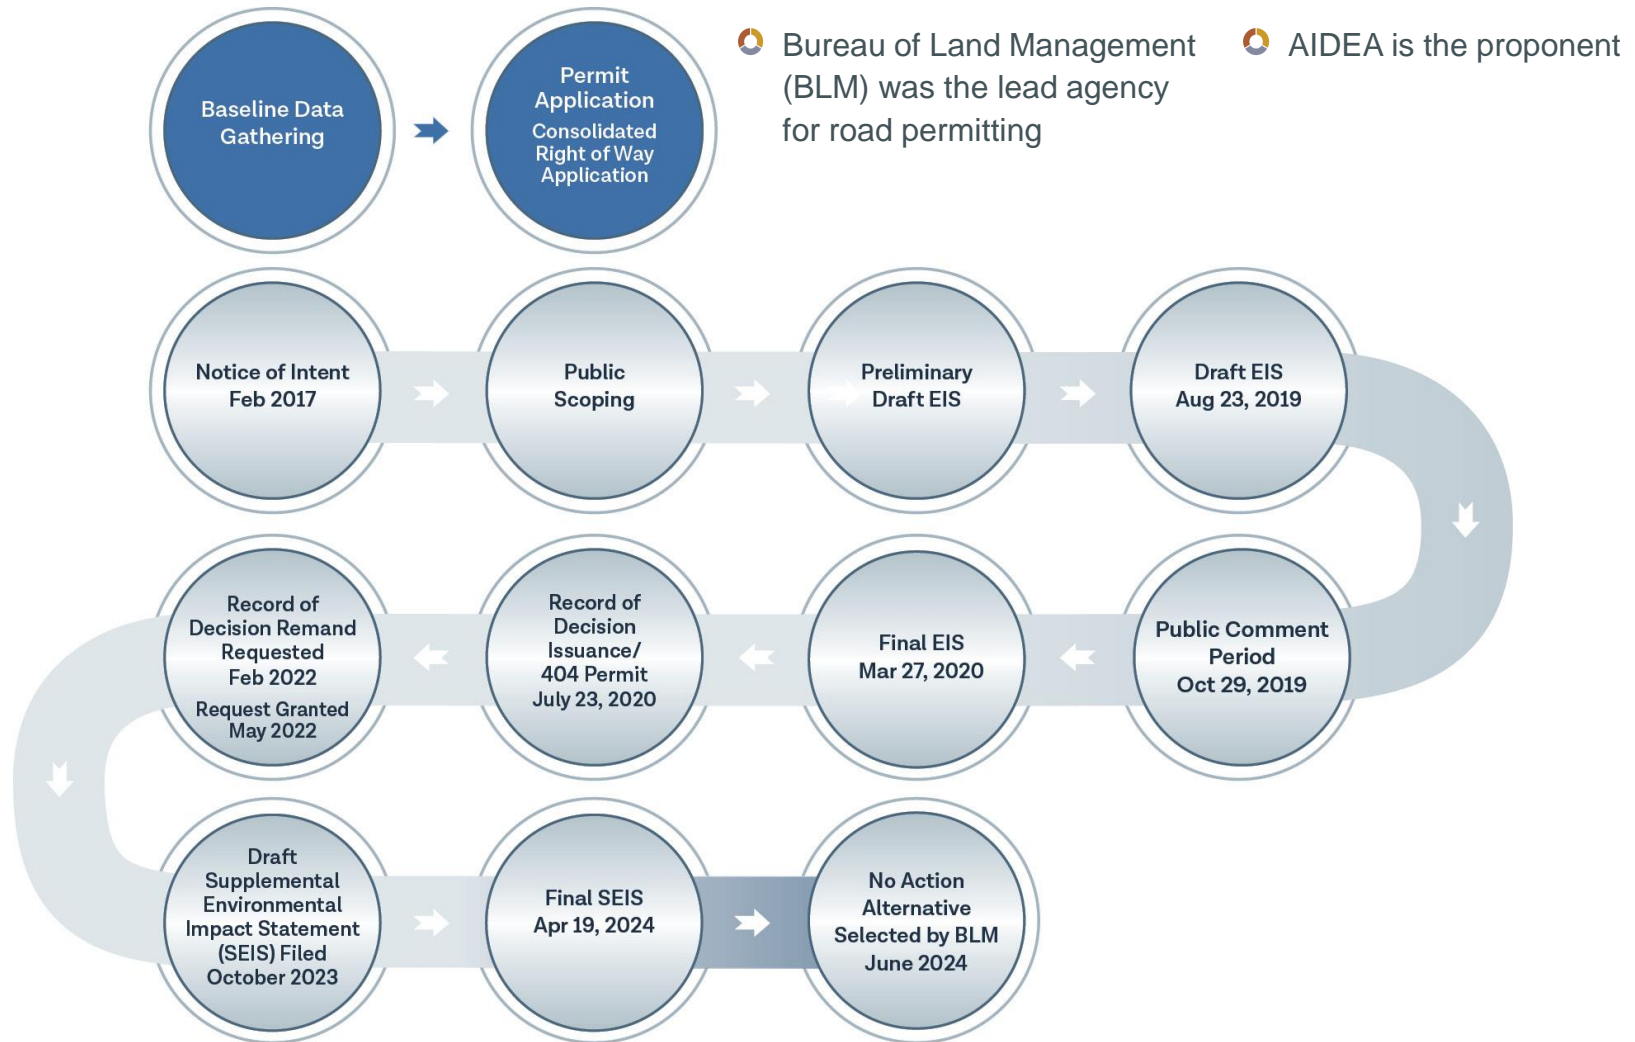 Baseline Data
Gathering
Permit
Application
Consolidated
Right of Way
Application
Bureau of Land Management
(BLM) was the lead agency
for road permitting
AIDEA is the proponent
Notice of Intent
Feb 2017
Public
Scoping
Preliminary
Draft EIS
Draft EIS
Aug 23, 2019
Public Comment
Period
Oct 29, 2019
Final EIS
Mar 27, 2020
Record of
Decision
Issuance/
404 Permit
July 23, 2020
Record of
Decision Remand
Requested
Feb 2022
Request Granted
May 2022
Draft
Supplemental
Environmental
Impact Statement
(SEIS) Filed
October 2023
Final SEIS
Apr 19, 2024
No Action
Alternative
Selected by BLM
June 2024